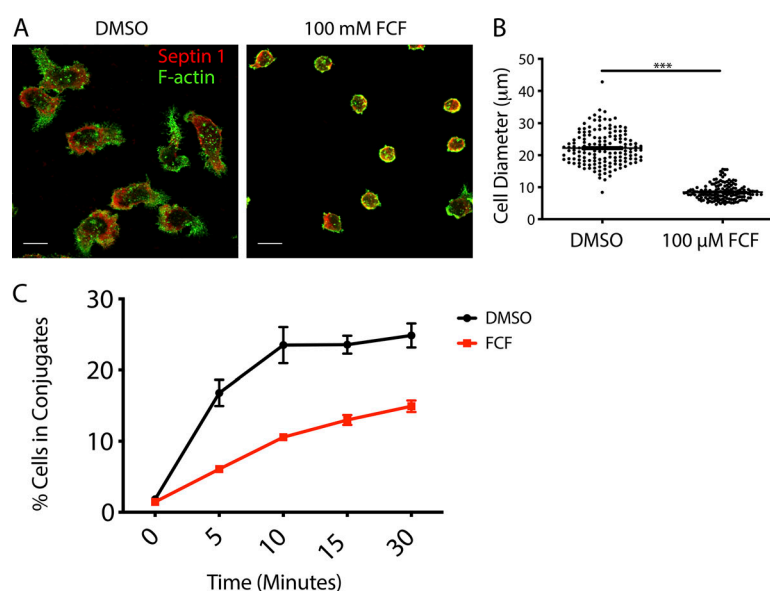 A
DMSO
100 mM FCF
Septin 1
F-actin
B
Cell Diameter (µm)
50
40
30
20
10
0
***
DMSO
100 µM FCF
C
% Cells in Conjugates
30
20
10
0
0
5
10
15
30
Time (Minutes)
DMSO
FCF